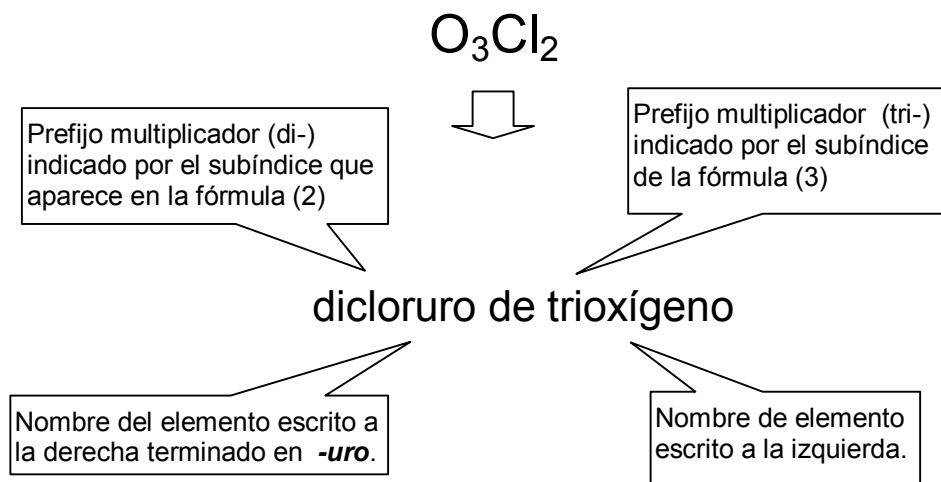 O₃Cl₂
Prefijo multiplicador (di-)
indicado por el subíndice que
aparece en la fórmula (2)
Prefijo multiplicador (tri-)
indicado por el subíndice
de la fórmula (3)
dicloruro de trioxígeno
Nombre del elemento escrito a
la derecha terminado en -uro.
Nombre de elemento
escrito a la izquierda.